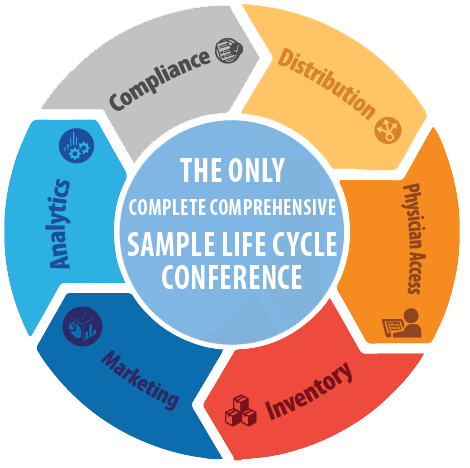 Compliance
Distribution
Physician Access
Inventory
Marketing
Analytics
THE ONLY
COMPLETE COMPREHENSIVE
SAMPLE LIFE CYCLE
CONFERENCE